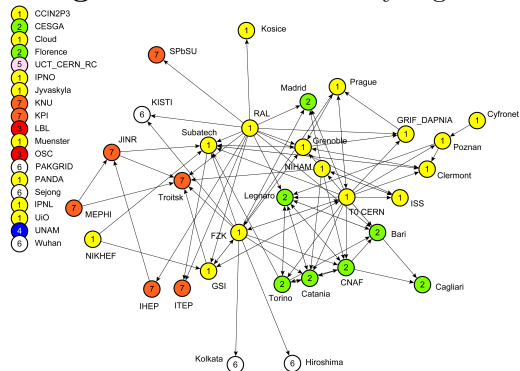 1 CCIN2P3
2 CESGA
1 Cloud
2 Florence
5 UCT_CERN_RC
1 IPNO
1 Jyvaskyla
7 KNU
7 KPI
3 LBL
1 Muenster
3 OSC
6 PAKGRID
1 PANDA
6 Sejong
1 IPNL
1 UiO
4 UNAM
6 Wuhan
1 Kosice
7 SPbSU
Prague
1
Madrid
2
KISTI
6
RAL
1
GRIF_DAPNIA
1
Cyfronet
1
JINR
7
Subatech
1
Grenoble
1
Poznan
1
NIHAM
1
Clermont
1
Troitsk
7
Legnaro
2
T0 CERN
1
ISS
1
MEPHI
7
FZK
1
Bari
2
NIKHEF
1
GSI
1
CNAF
2
Catania
2
Torino
2
Cagliari
2
IHEP
7
ITEP
7
Kolkata
6
Hiroshima
6